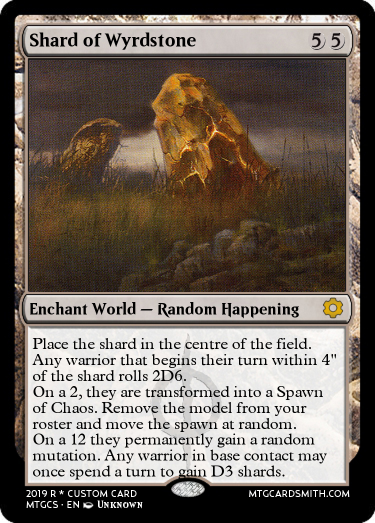 Shard of Wyrdstone 5 5
Enchant World — Random Happening
Place the shard in the centre of the field.
Any warrior that begins their turn within 4"
of the shard rolls 2D6.
On a 2, they are transformed into a Spawn
of Chaos. Remove the model from your
roster and move the spawn at random.
On a 12 they permanently gain a random
mutation. Any warrior in base contact may
once spend a turn to gain D3 shards.
2019 R * CUSTOM CARD MTGCARDSMITH.COM
MTGCS · EN Unknown